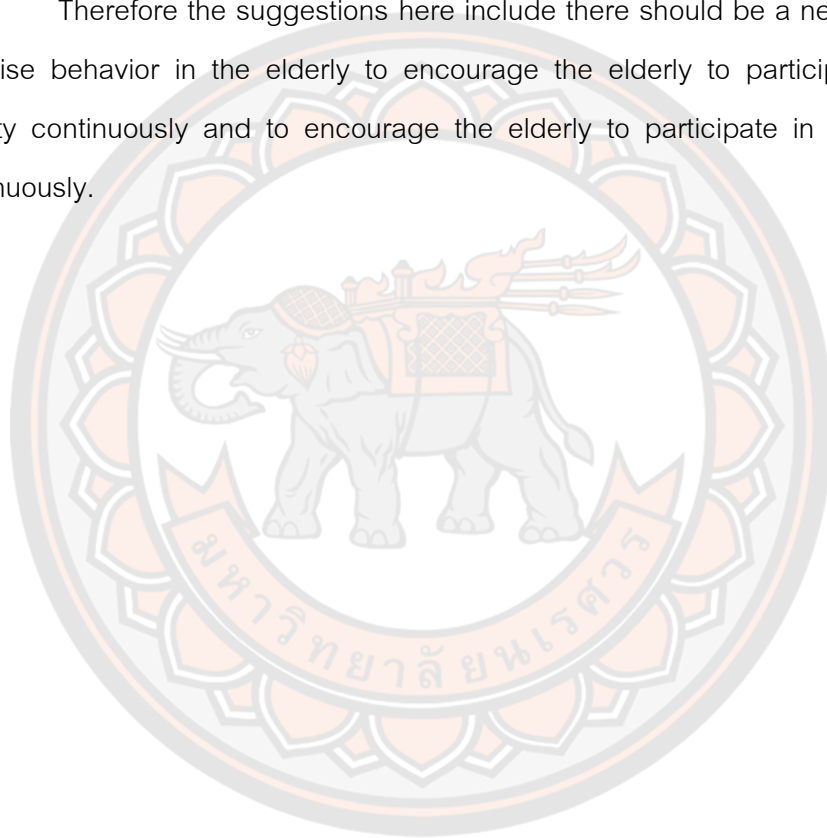 Therefore the suggestions here include there should be a ne
ise behavior in the elderly to encourage the elderly to particip
ty continuously and to encourage the elderly to participate in
nuously.
มหาวิทยาลัยนเรศวร